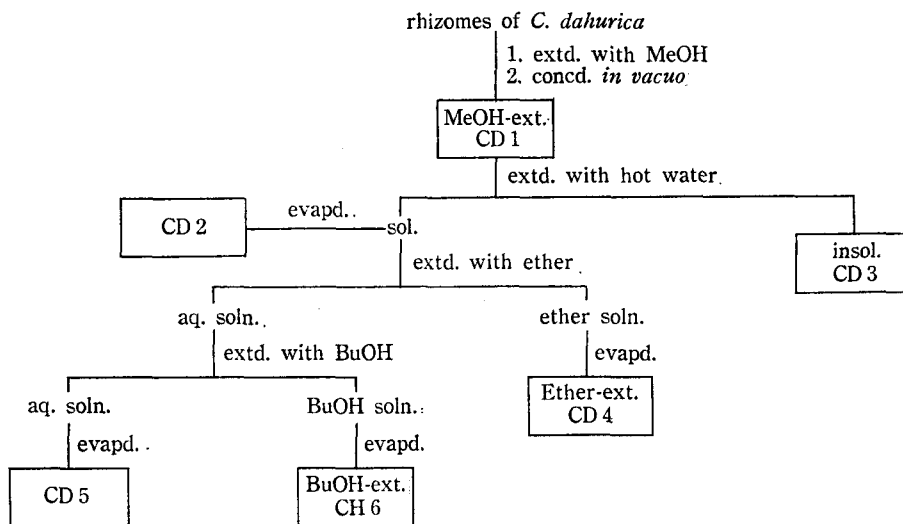 rhizomes of C. dahurica
1. extd. with MeOH
2. concd. in vacuo
MeOH-ext.
CD 1
extd. with hot water
CD 2
evapd.
sol.
insol.
CD 3
extd. with ether
aq. soln.
ether soln.
extd. with BuOH
evapd.
aq. soln.
BuOH soln.
Ether-ext.
CD 4
evapd.
evapd.
CD 5
BuOH-ext.
CH 6